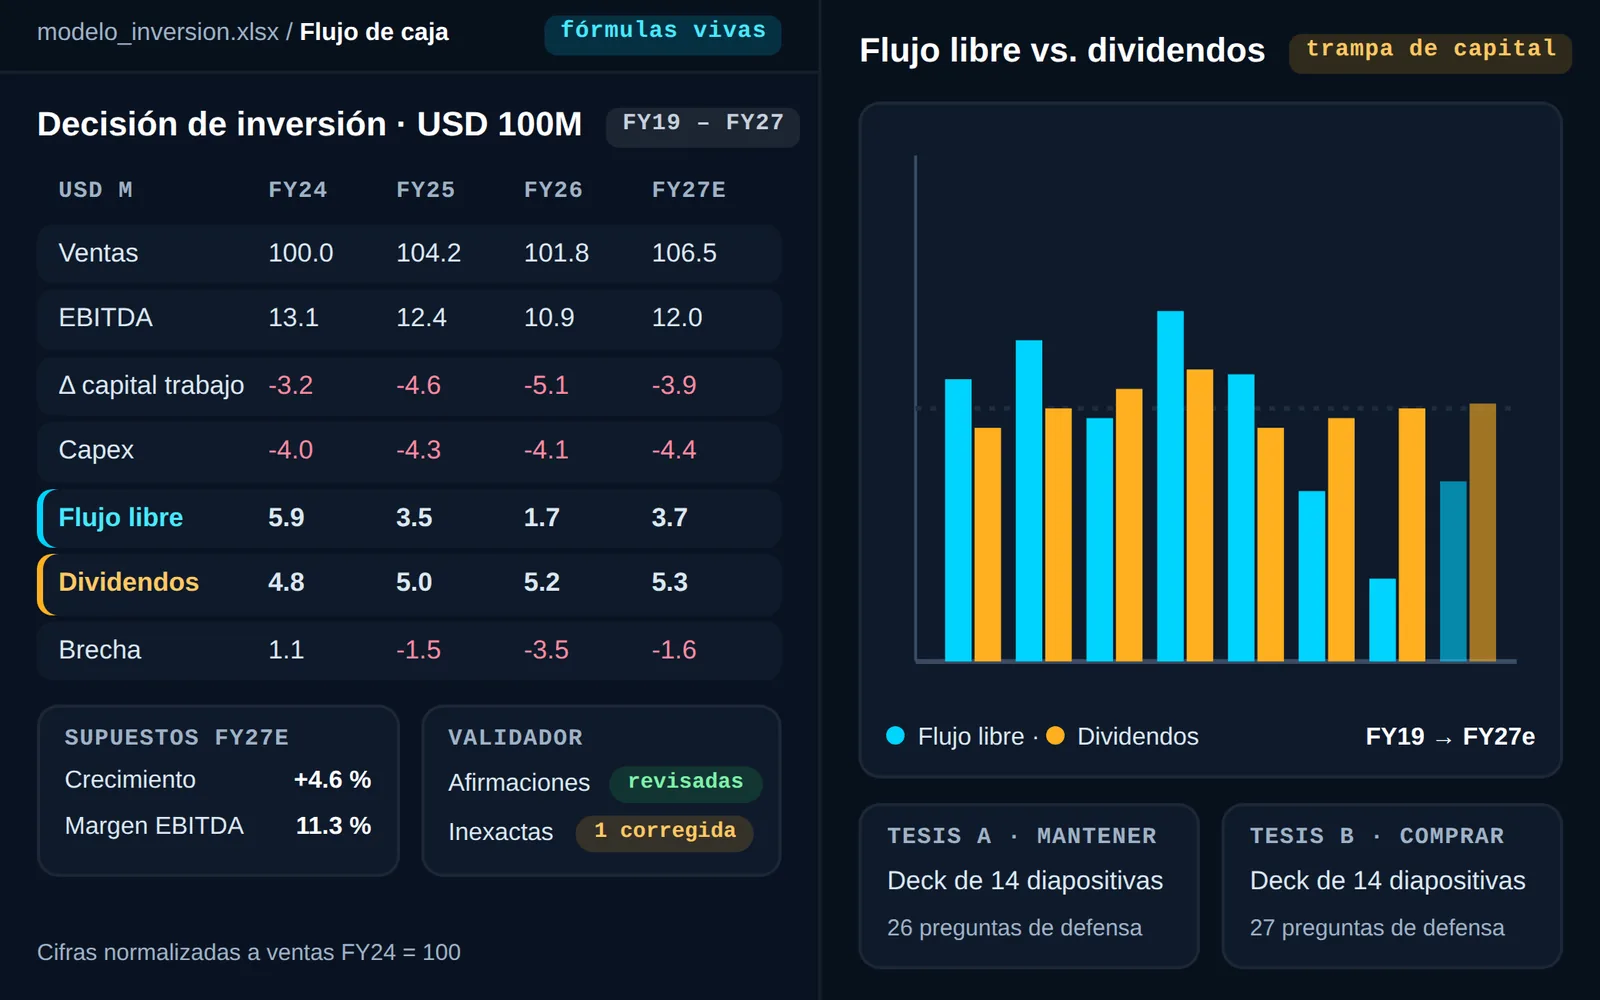 modelo_inversion.xlsx / Flujo de caja
fórmulas vivas
Decisión de inversión · USD 100M
FY19 – FY27
USD M FY24 FY25 FY26 FY27E
Ventas 100.0 104.2 101.8 106.5
EBITDA 13.1 12.4 10.9 12.0
Δ capital trabajo -3.2 -4.6 -5.1 -3.9
Capex -4.0 -4.3 -4.1 -4.4
Flujo libre 5.9 3.5 1.7 3.7
Dividendos 4.8 5.0 5.2 5.3
Brecha 1.1 -1.5 -3.5 -1.6
SUPUESTOS FY27E
Crecimiento +4.6 %
Margen EBITDA 11.3 %
VALIDADOR
Afirmaciones revisadas
Inexactas 1 corregida
Cifras normalizadas a ventas FY24 = 100
Flujo libre vs. dividendos
trampa de capital
Flujo libre · Dividendos
FY19 → FY27e
TESIS A · MANTENER
Deck de 14 diapositivas
26 preguntas de defensa
TESIS B · COMPRAR
Deck de 14 diapositivas
27 preguntas de defensa